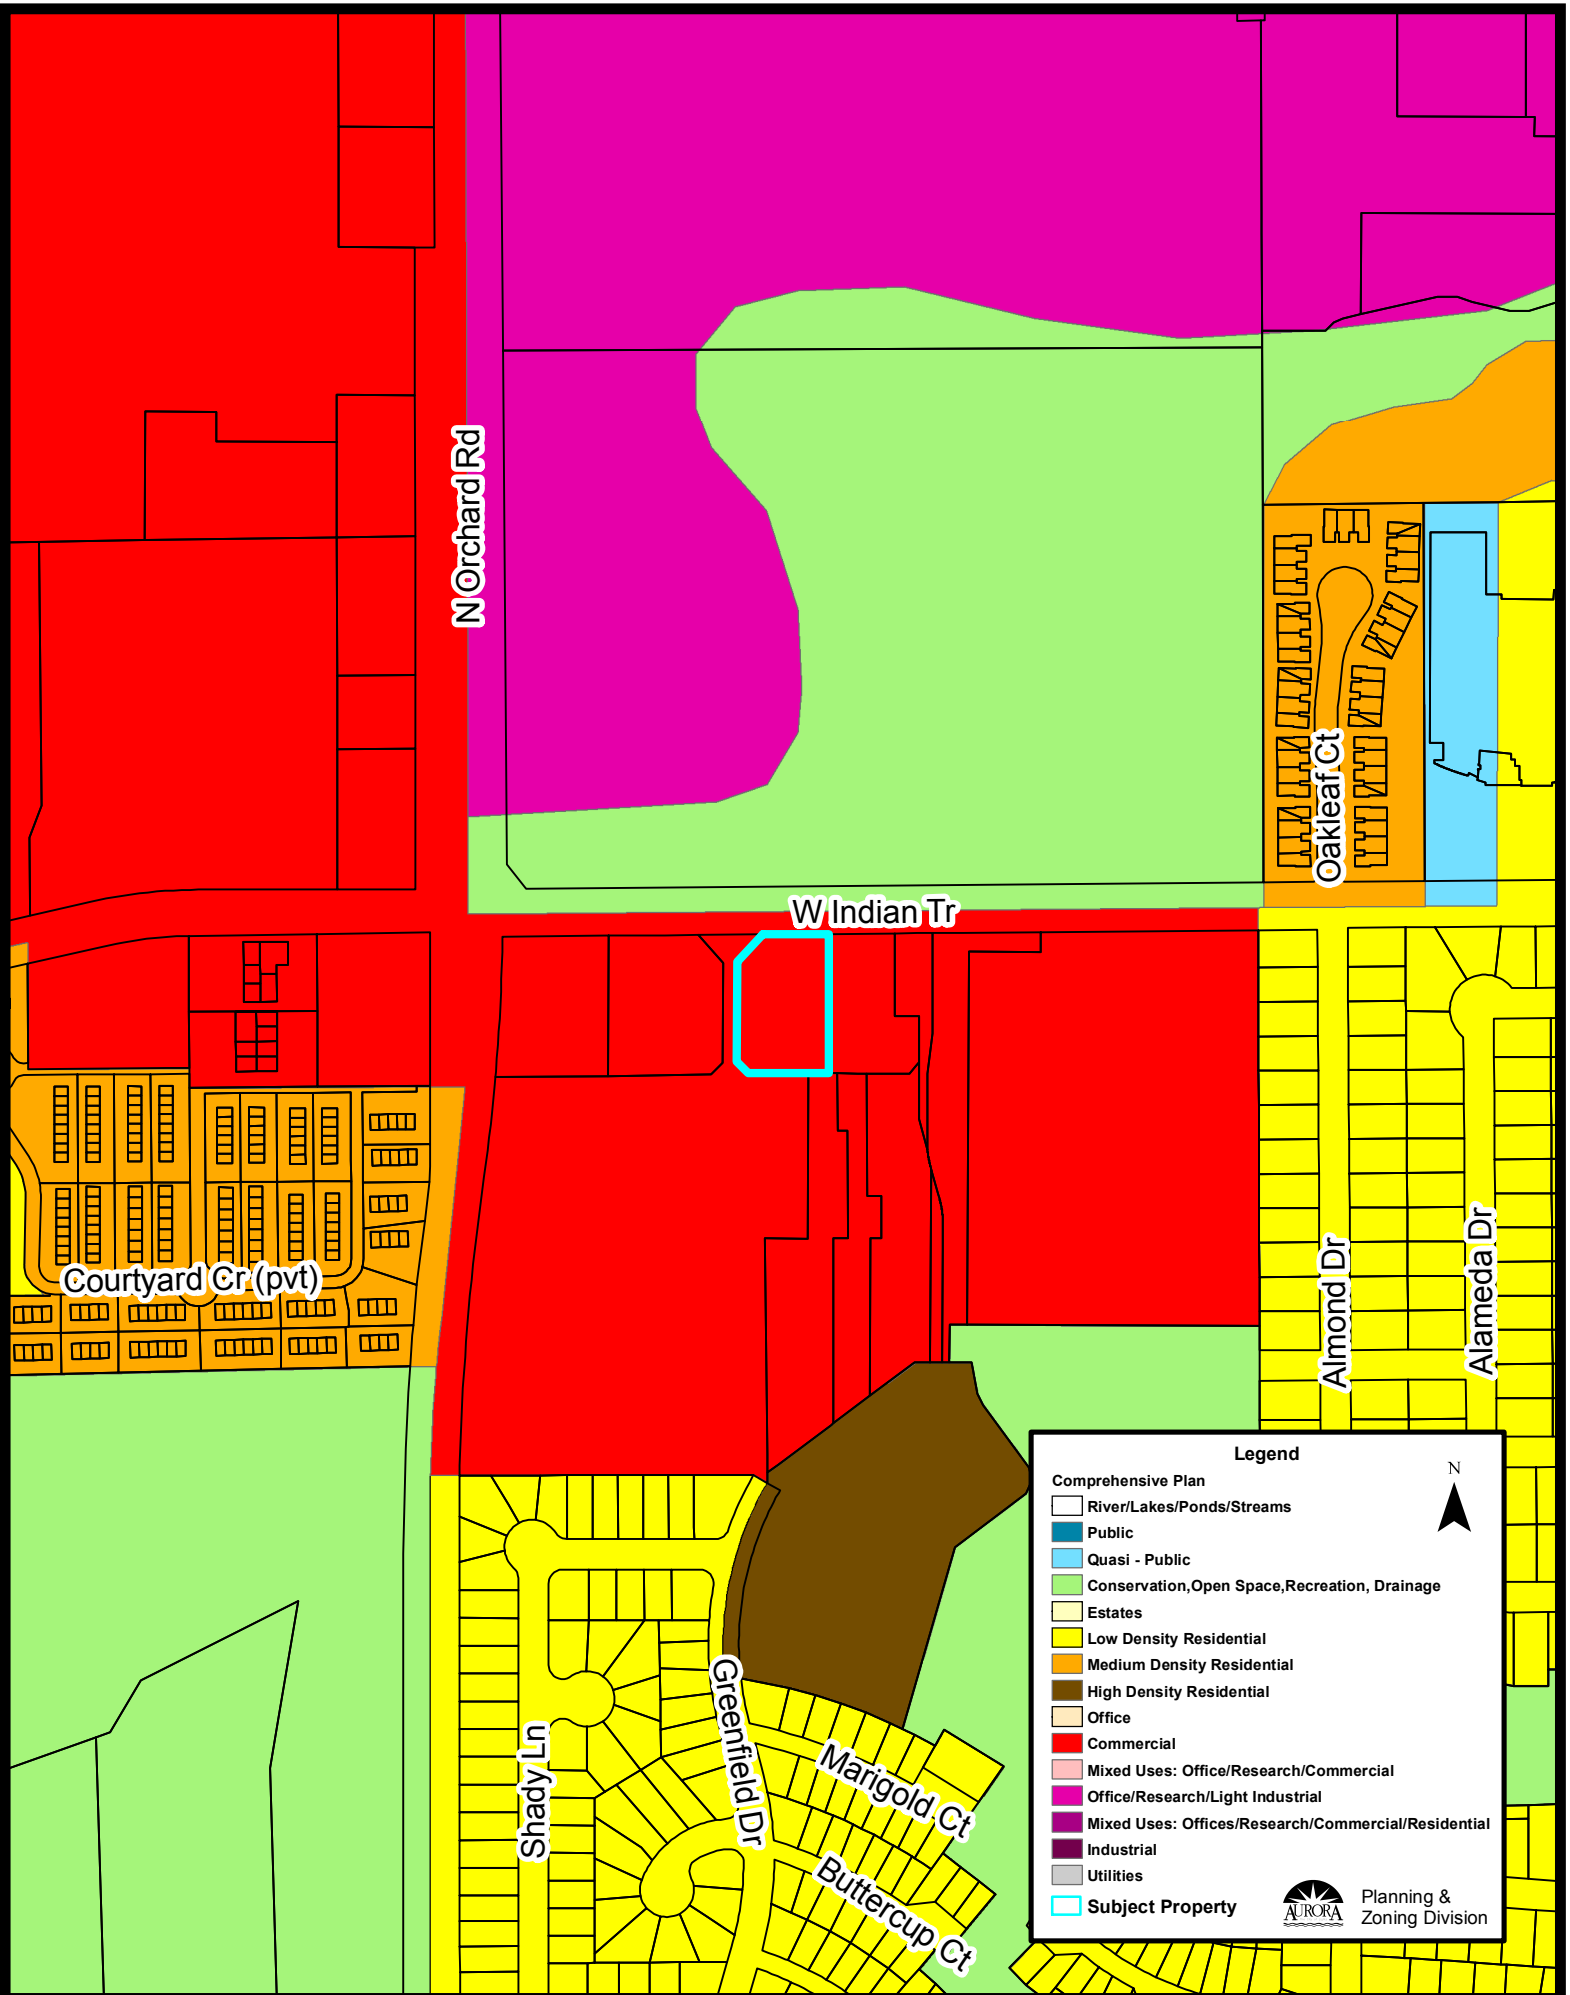 N Orchard Rd
Oakleaf Ct
W Indian Tr
Courtyard Cr (pvt)
Almond Dr
Alameda Dr
Shady Ln
Greenfield Dr
Marigold Ct
Buttercup Ct
Legend
Comprehensive Plan
N
River/Lakes/Ponds/Streams
Public
Quasi - Public
Conservation,Open Space,Recreation, Drainage
Estates
Low Density Residential
Medium Density Residential
High Density Residential
Office
Commercial
Mixed Uses: Office/Research/Commercial
Office/Research/Light Industrial
Mixed Uses: Offices/Research/Commercial/Residential
Industrial
Utilities
Subject Property
AURORA
Planning &
Zoning Division